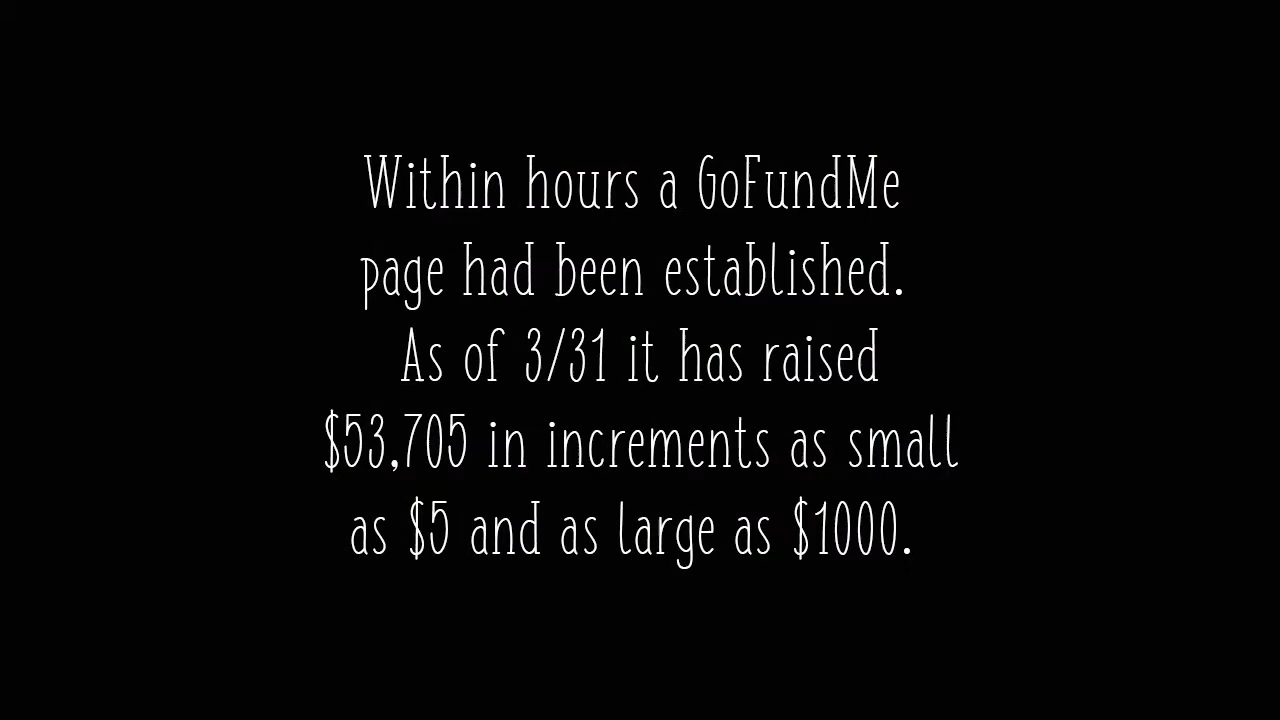 Within hours a GoFundMe
page had been established.
As of 3/31 it has raised
$53,705 in increments as small
as $5 and as large as $1000.